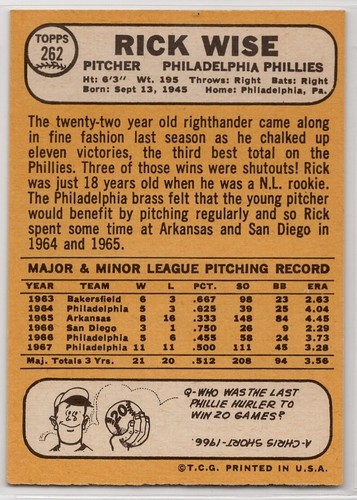 TOPPS
262
RICK WISE
PITCHER PHILADELPHIA PHILLIES
Ht: 6'3" Wt. 195 Throws: Right Bats: Right
Born: Sept 13, 1945 Home: Philadelphia, Pa.
The twenty-two year old righthander came along
in fine fashion last season as he chalked up
eleven victories, the third best total on the
Phillies. Three of those wins were shutouts! Rick
was just 18 years old when he was a N.L. rookie.
The Philadelphia brass felt that the young pitcher
would benefit by pitching regularly and so Rick
spent some time at Arkansas and San Diego in
1964 and 1965.
MAJOR & MINOR LEAGUE PITCHING RECORD
YEAR TEAM W L PCT. SO BB ERA
1963 Bakersfield 6 3 .667 98 23 2.63
1964 Philadelphia 5 3 .625 39 25 4.04
1965 Arkansas 8 16 .333 148 84 4.45
1966 San Diego 3 1 .750 26 9 2.29
1966 Philadelphia 5 6 .455 58 24 3.73
1967 Philadelphia 11 11 .500 111 45 3.28
Maj. Totals 3 Yrs. 21 20 .512 208 94 3.56
20
Q-WHO WAS THE LAST
PHILLIE HURLER TO
WIN 20 GAMES?
A-CHRIS SHORT-1966.
©T.C.G. PRINTED IN U.S.A.